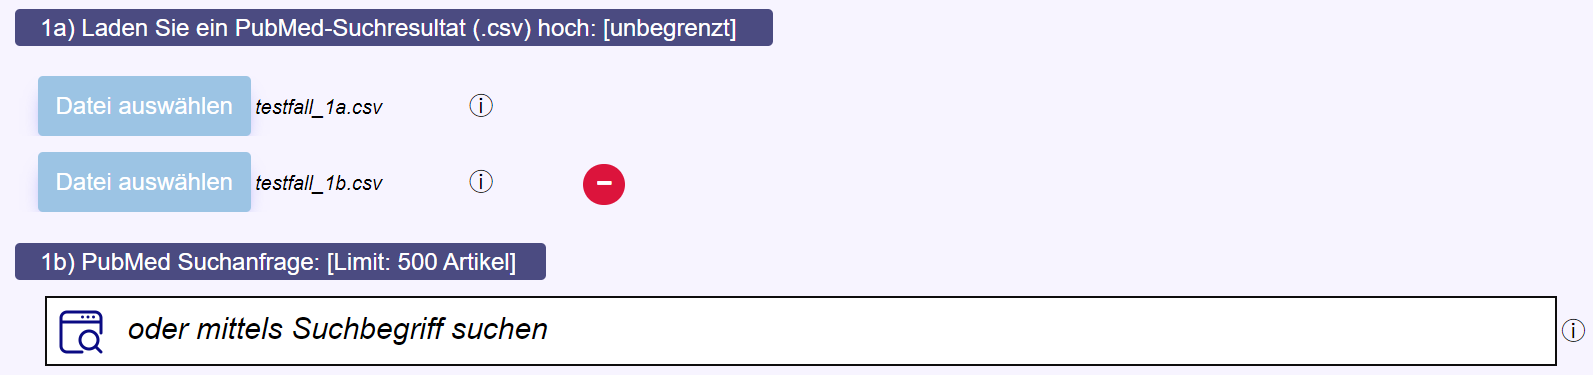 1a) Laden Sie ein PubMed-Suchresultat (.csv) hoch: [unbegrenzt]
Datei auswählen testfall_1a.csv ⓘ
Datei auswählen testfall_1b.csv ⓘ
1b) PubMed Suchanfrage: [Limit: 500 Artikel]
oder mittels Suchbegriff suchen ⓘ